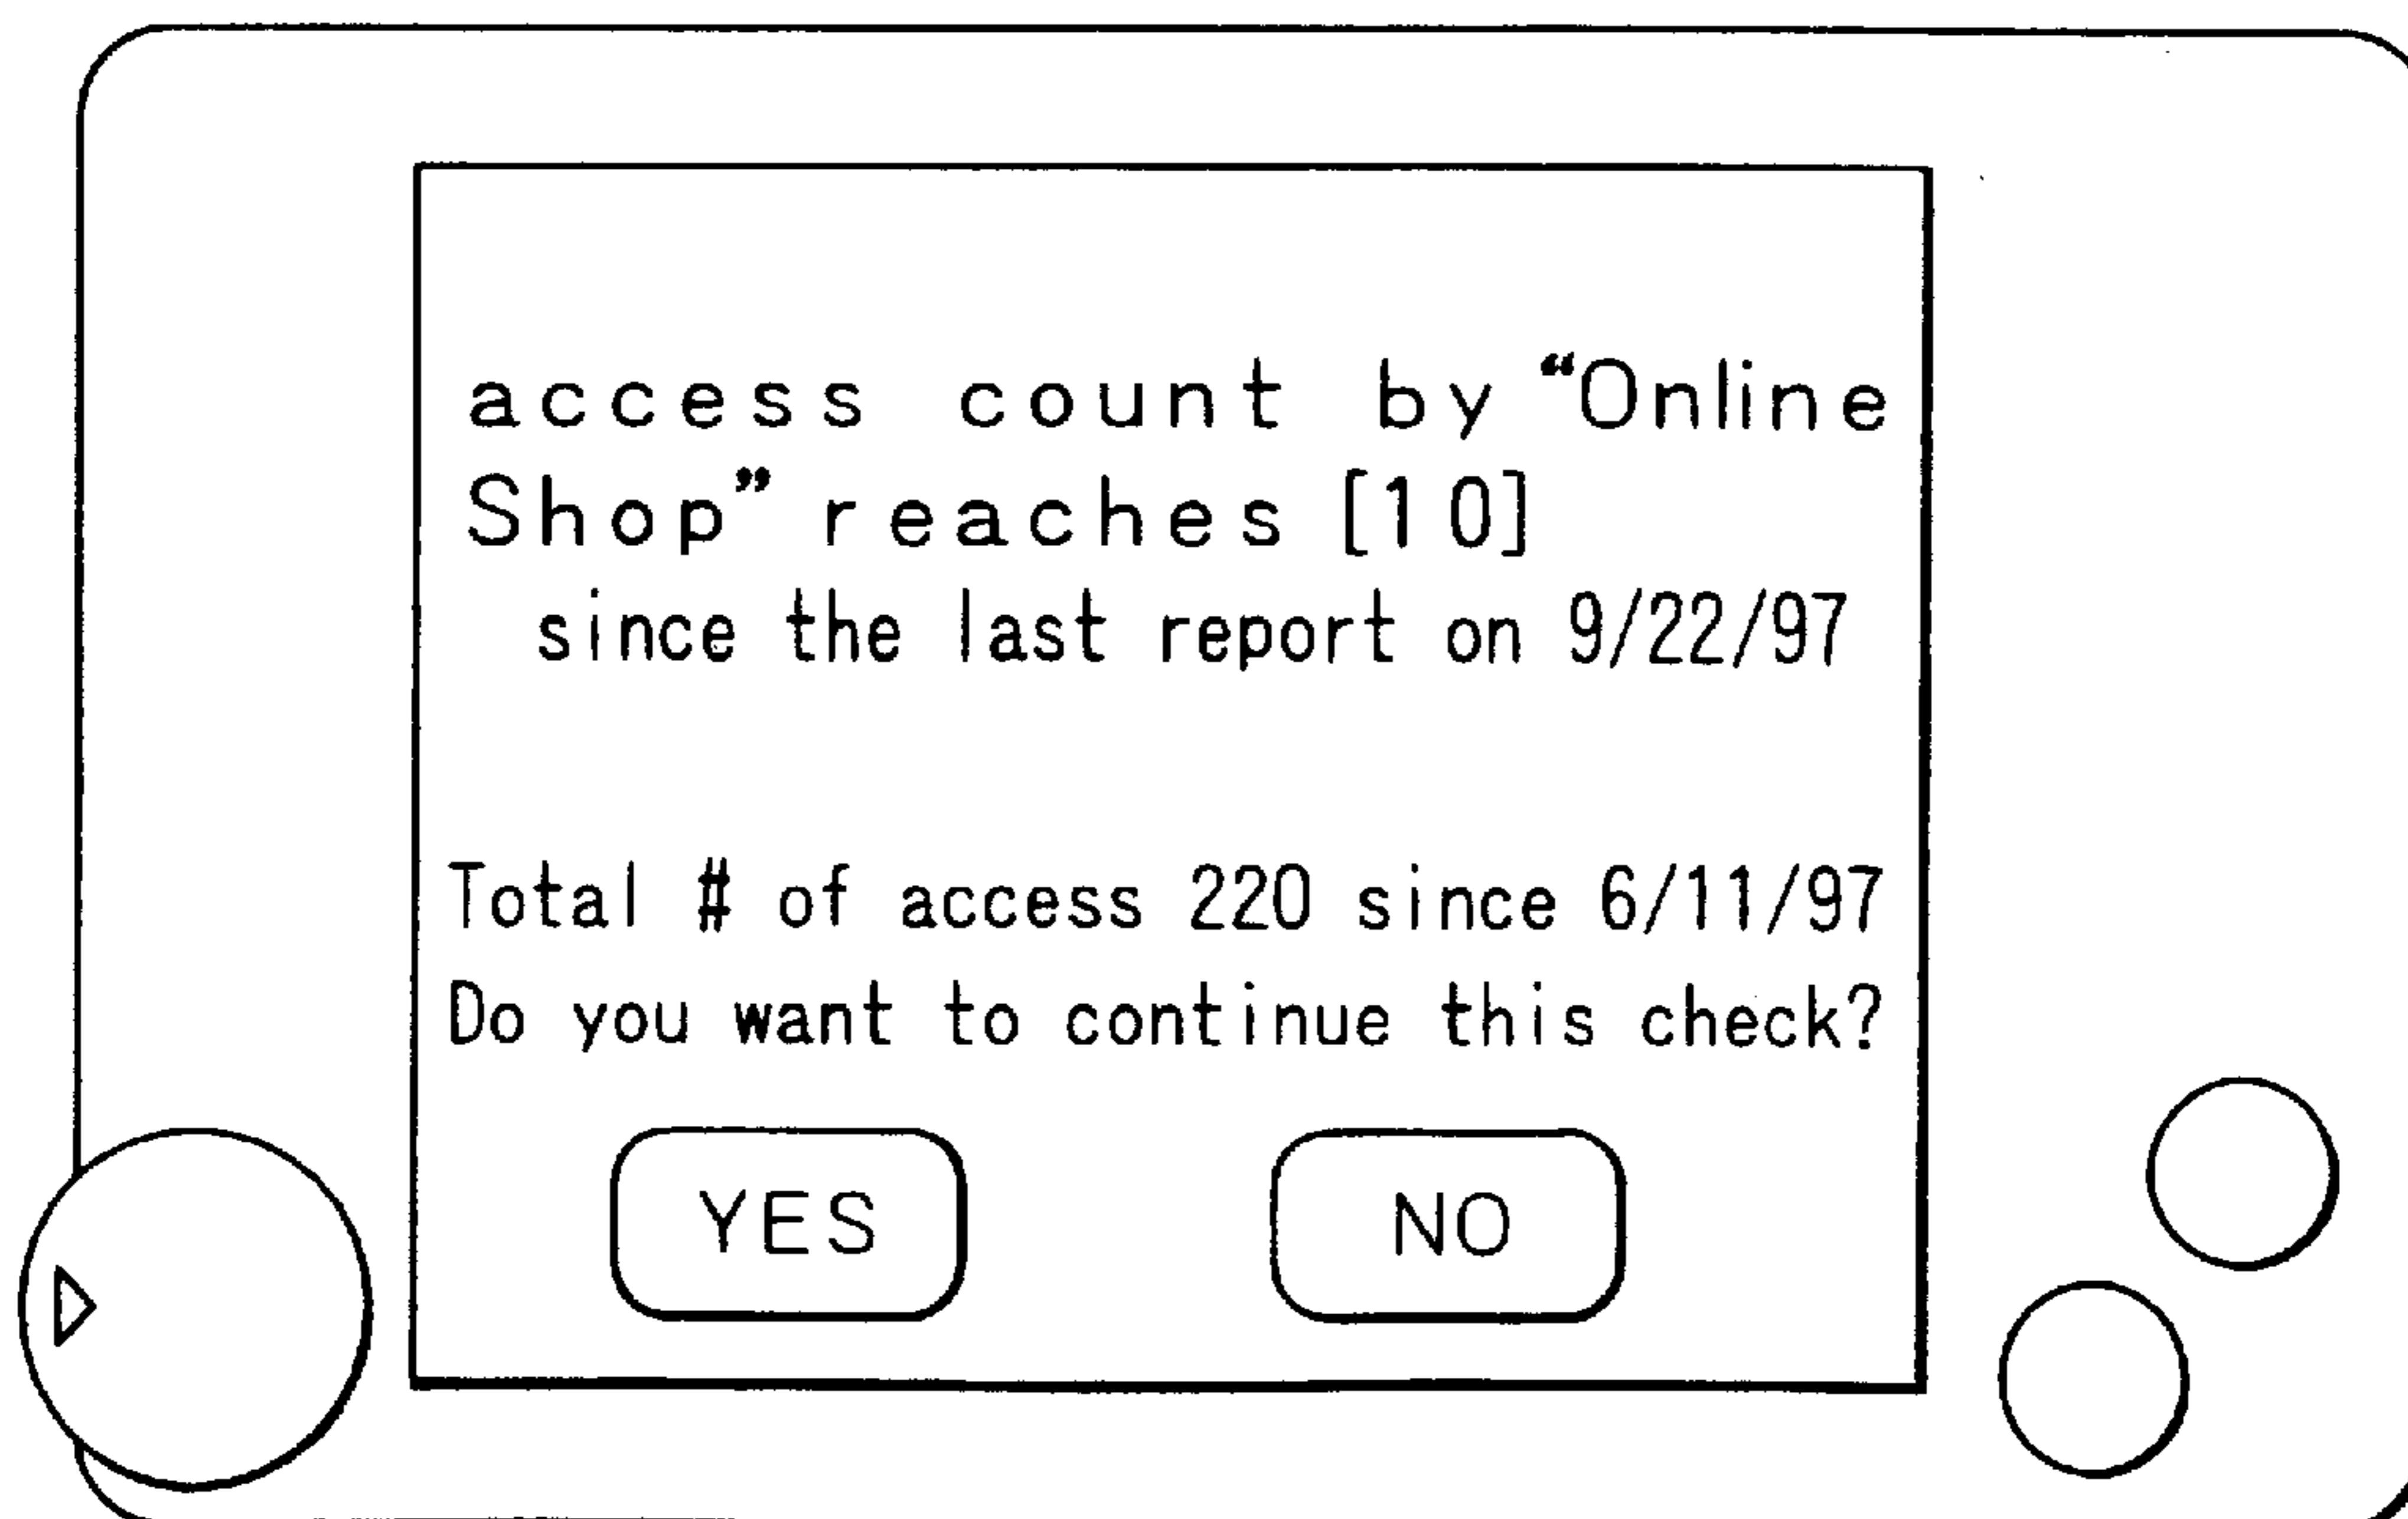 access count by “Online
Shop” reaches [10]
since the last report on 9/22/97
Total # of access 220 since 6/11/97
Do you want to continue this check?
YES NO